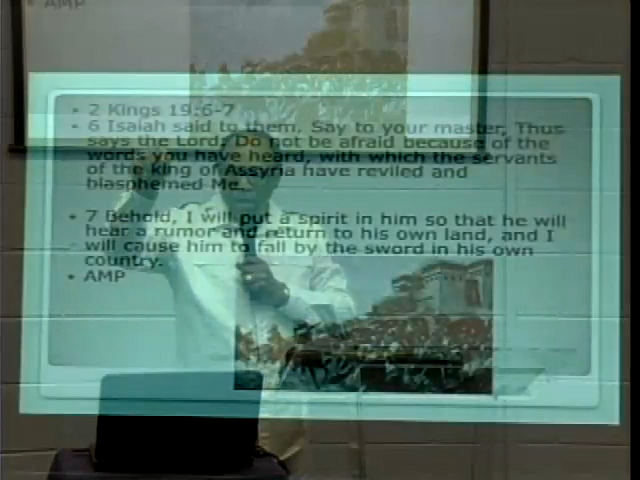 • AMP
• 2 Kings 19:6-7
• 6 Isaiah said to them, Say to your master, Thus
says the Lord: Do not be afraid because of the
words you have heard, with which the servants
of the king of Assyria have reviled and
blasphemed Me.
• 7 Behold, I will put a spirit in him so that he will
hear a rumor and return to his own land, and I
will cause him to fall by the sword in his own
country.
• AMP